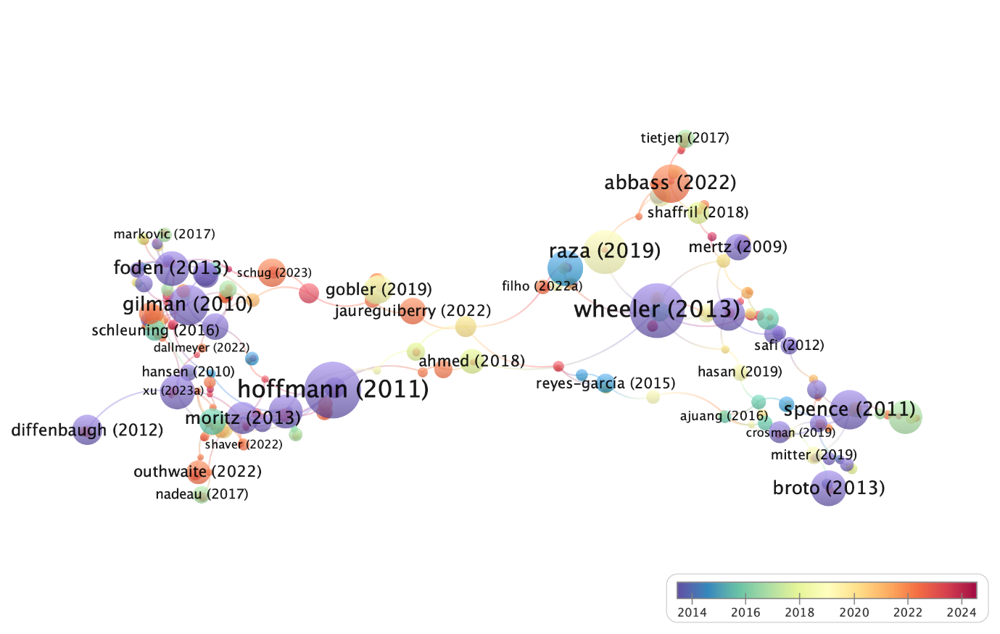 tietjen (2017)
abbass (2022)
shaffril (2018)
markovic (2017)
mertz (2009)
raza (2019)
foden (2013)
schug (2023)
filho (2022a)
gobler (2019)
gilman (2010)
jaureguiberry (2022)
wheeler (2013)
schleuning (2016)
dallmeyer (2022)
safi (2012)
ahmed (2018)
hansen (2010)
hasan (2019)
reyes-garcía (2015)
xu (2023a)
hoffmann (2011)
spence (2011)
moritz (2013)
ajuang (2016)
diffenbaugh (2012)
crosman (2019)
shaver (2022)
mitter (2019)
outhwaite (2022)
broto (2013)
nadeau (2017)
2014 2016 2018 2020 2022 2024